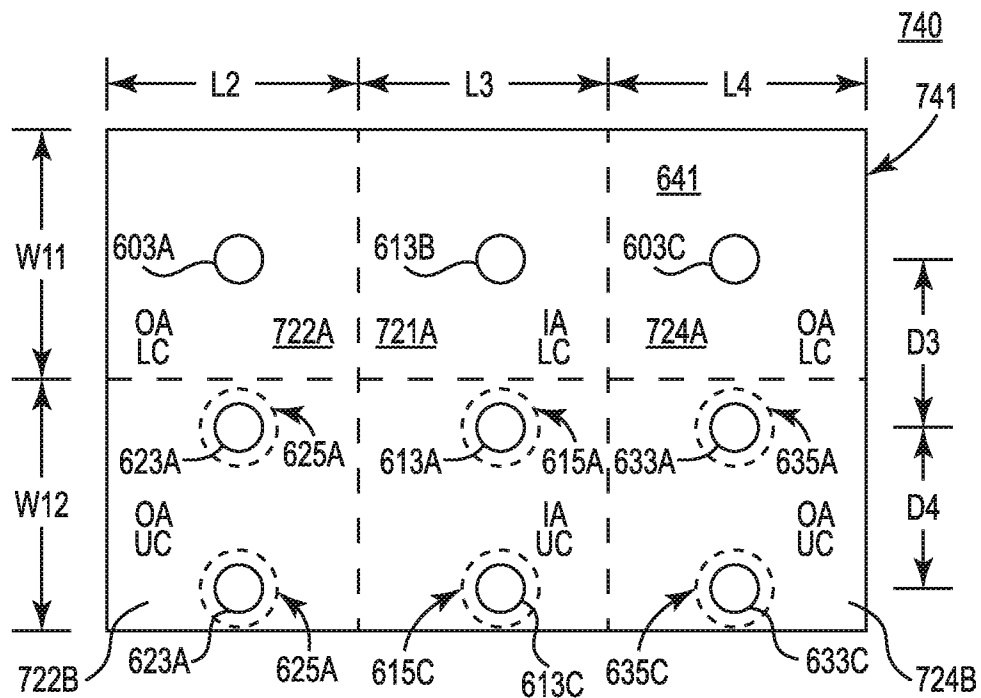 740
L2
L3
L4
741
641
W11
603A
613B
603C
OA
LC
722A
721A
IA
LC
724A
OA
LC
D3
623A
625A
613A
615A
633A
635A
W12
OA
UC
IA
UC
OA
UC
D4
722B
623A
625A
615C
613C
635C
633C
724B